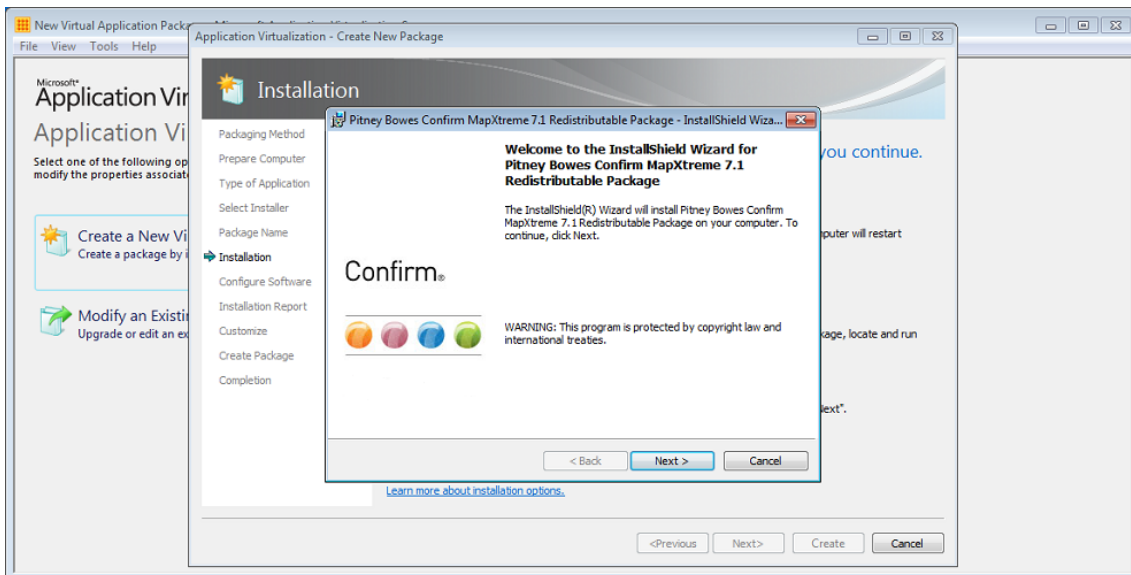 New Virtual Application Packa
File View Tools Help
Microsoft®
Application Vir
Application Vi
Select one of the following op
modify the properties associat
Create a New Vi
Create a package by i
Modify an Existi
Upgrade or edit an ex
Application Virtualization - Create New Package
Installation
Packaging Method
Prepare Computer
Type of Application
Select Installer
Package Name
Installation
Configure Software
Installation Report
Customize
Create Package
Completion
you continue.
puter will restart
kage, locate and run
Next".
Learn more about installation options.
<Previous
Next>
Create
Cancel
Pitney Bowes Confirm MapXtreme 7.1 Redistributable Package - InstallShield Wiza...
Welcome to the InstallShield Wizard for
Pitney Bowes Confirm MapXtreme 7.1
Redistributable Package
The InstallShield(R) Wizard will install Pitney Bowes Confirm
MapXtreme 7.1 Redistributable Package on your computer. To
continue, click Next.
Confirm®
WARNING: This program is protected by copyright law and
international treaties.
< Back
Next >
Cancel